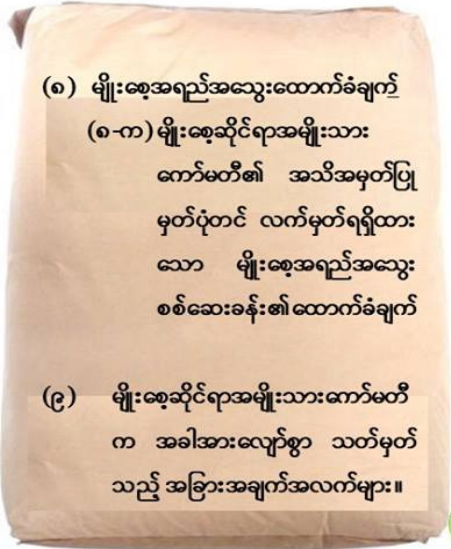 (၈) မျိုးစေ့အရည်အသွေးထောက်ခံချက်
(၈-က) မျိုးစေ့ဆိုင်ရာအမျိုးသား
ကော်မတီ၏ အသိအမှတ်ပြု
မှတ်ပုံတင် လက်မှတ်ရရှိထား
သော မျိုးစေ့အရည်အသွေး
စစ်ဆေးခန်း၏ထောက်ခံချက်
(၉) မျိုးစေ့ဆိုင်ရာအမျိုးသားကော်မတီ
က အခါအားလျော်စွာ သတ်မှတ်
သည့် အခြားအချက်အလက်များ။